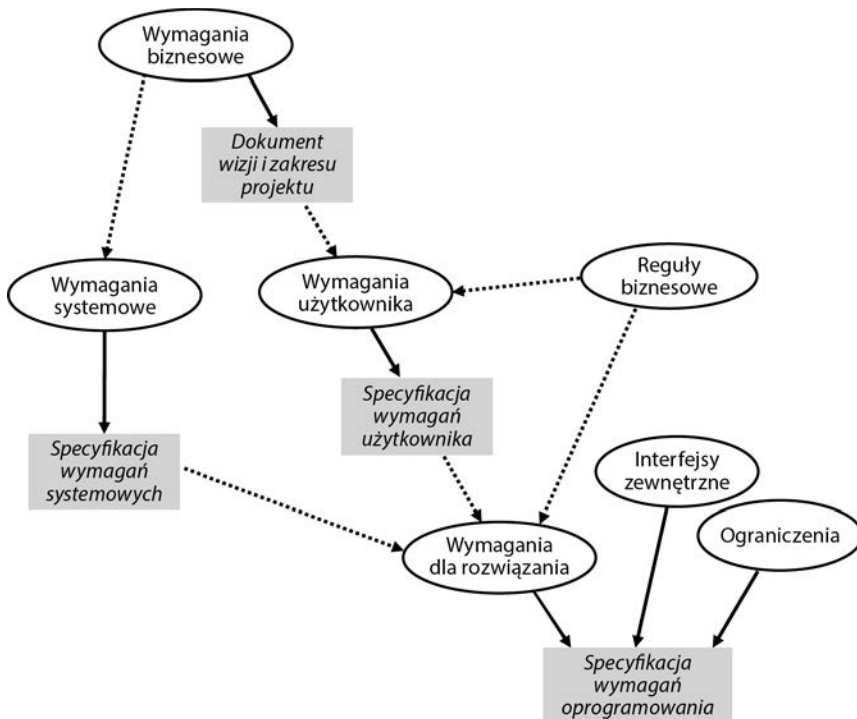 Wymagania
biznesowe
Dokument
wizji i zakresu
projektu
Wymagania
systemowe
Wymagania
użytkownika
Reguły
biznesowe
Specyfikacja
wymagań
użytkownika
Specyfikacja
wymagań
systemowych
Interfejsy
zewnętrzne
Ograniczenia
Wymagania
dla rozwiązania
Specyfikacja
wymagań
oprogramowania